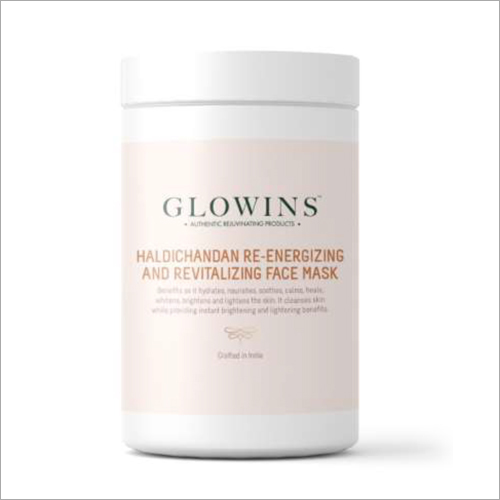 GLOWINS™
• AUTHENTIC REJUVINATING PRODUCTS •
HALDICHANDAN RE-ENERGIZING
AND REVITALIZING FACE MASK
Benefits as it hydrates, nourishes, soothes, calms, heals,
whitens, brightens and lightens the skin. It cleanses skin
while providing instant brightening and lightening benefits.
Crafted in India